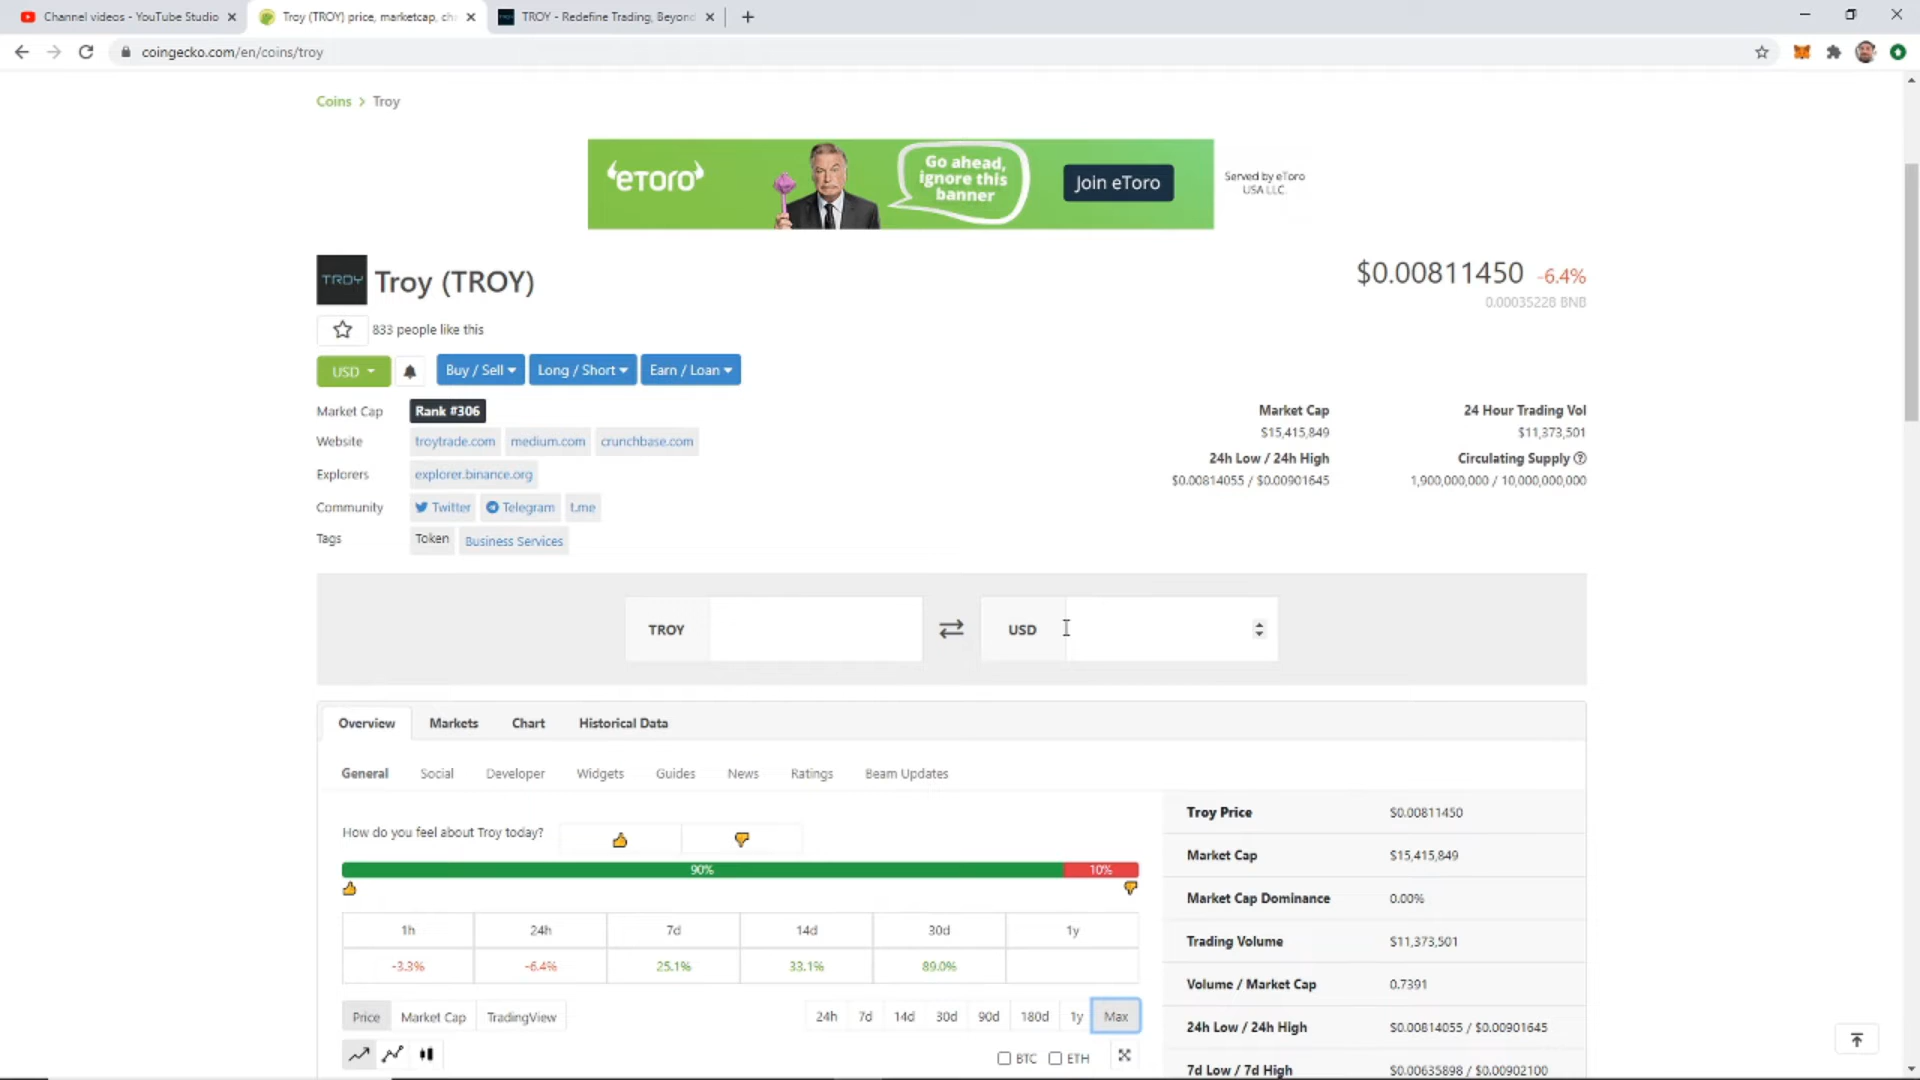 Channel videos - YouTube Studio
Troy (TROY) price, marketcap, ch
TROY - Redefine Trading, Beyond
coingecko.com/en/coins/troy
Coins > Troy
eToro
Go ahead,
ignore this
banner
Join eToro
Served by eToro
USA LLC.
TROY
Troy (TROY)
$0.00811450 -6.4%
0.00035228 BNB
833 people like this
USD
Buy / Sell
Long / Short
Earn / Loan
Market Cap Rank #306
Website troytrade.com medium.com crunchbase.com
Explorers explorer.binance.org
Community Twitter Telegram t.me
Tags Token Business Services
Market Cap
$15,415,849
24h Low / 24h High
$0.00814055 / $0.00901645
24 Hour Trading Vol
$11,373,501
Circulating Supply
1,900,000,000 / 10,000,000,000
TROY
USD
Overview Markets Chart Historical Data
General Social Developer Widgets Guides News Ratings Beam Updates
How do you feel about Troy today?
90% 10%
1h 24h 7d 14d 30d 1y
-3.3% -6.4% 25.1% 33.1% 89.0%
Price Market Cap TradingView
24h 7d 14d 30d 90d 180d 1y Max
BTC ETH
Troy Price $0.00811450
Market Cap $15,415,849
Market Cap Dominance 0.00%
Trading Volume $11,373,501
Volume / Market Cap 0.7391
24h Low / 24h High $0.00814055 / $0.00901645
7d Low / 7d High $0.00635898 / $0.00902100